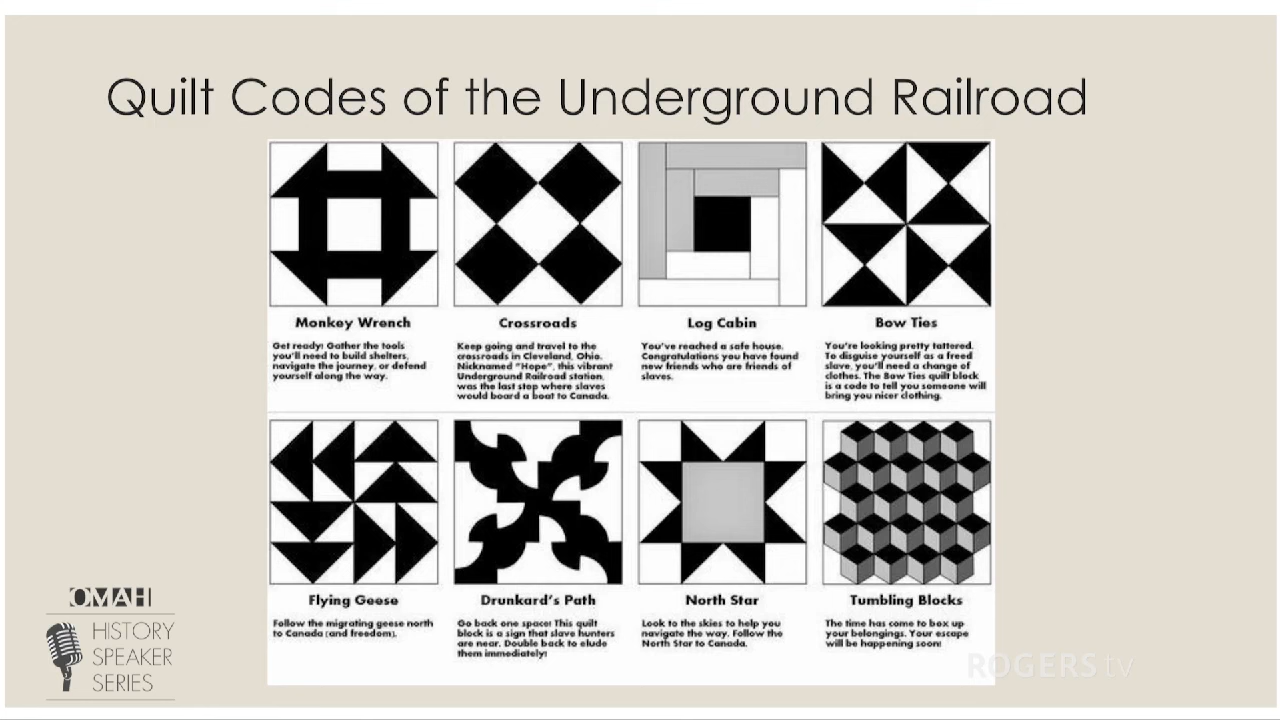 Quilt Codes of the Underground Railroad
Monkey Wrench
Get ready! Gather the tools
you'll need to build shelters,
navigate the journey, or defend
yourself along the way.
Crossroads
Keep going and travel to the
crossroads in Cleveland, Ohio.
Nicknamed "Hope", this vibrant
Underground Railroad station,
was the last stop where slaves
would board a boat to Canada.
Log Cabin
You've reached a safe house.
Congratulations you have found
new friends who are friends of
slaves.
Bow Ties
You're looking pretty tattered.
To disguise yourself as a freed
slave, you'll need a change of
clothes. The Bow Ties quilt block
is a code to tell you someone will
bring you nicer clothing.
Flying Geese
Follow the migrating geese north
to Canada (and freedom).
Drunkard's Path
Go back one space! This quilt
block is a sign that slave hunters
are near. Double back to elude
them immediately!
North Star
Look to the skies to help you
navigate the way. Follow the
North Star to Canada.
Tumbling Blocks
The time has come to box up
your belongings. Your escape
will be happening soon!
OMAH
HISTORY
SPEAKER
SERIES
ROGERS tv